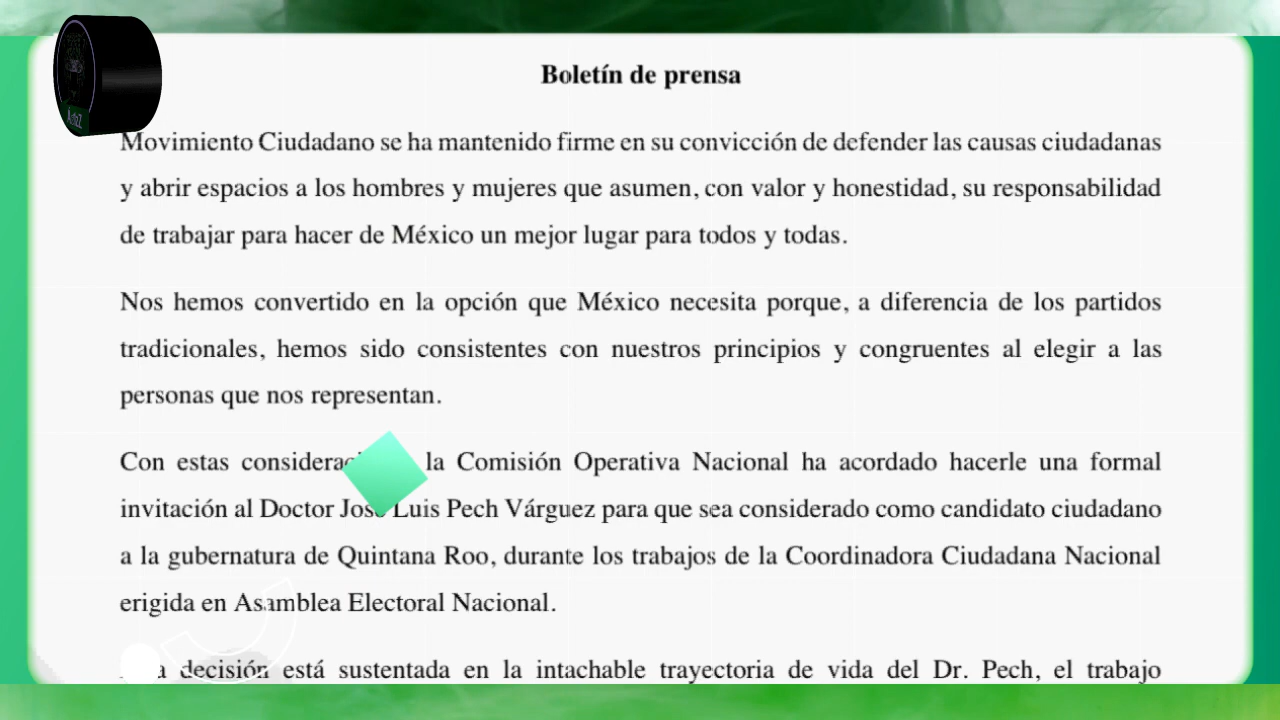 Boletín de prensa
Movimiento Ciudadano se ha mantenido firme en su convicción de defender las causas ciudadanas
y abrir espacios a los hombres y mujeres que asumen, con valor y honestidad, su responsabilidad
de trabajar para hacer de México un mejor lugar para todos y todas.
Nos hemos convertido en la opción que México necesita porque, a diferencia de los partidos
tradicionales, hemos sido consistentes con nuestros principios y congruentes al elegir a las
personas que nos representan.
Con estas la Comisión Operativa Nacional ha acordado hacerle una formal
invitación al Doctor José Luis Pech Várguez para que sea considerado como candidato ciudadano
a la gubernatura de Quintana Roo, durante los trabajos de la Coordinadora Ciudadana Nacional
erigida en Asamblea Electoral Nacional.
decisión está sustentada en la intachable trayectoria de vida del Dr. Pech, el trabajo